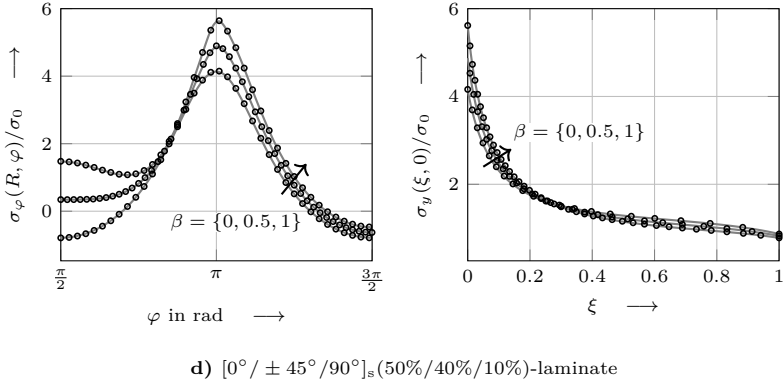 6
4
2
0
σφ(R, φ)/σ0 ⟶
β = {0, 0.5, 1}
π/2
π
3π/2
φ in rad ⟶
6
4
2
σy(ξ, 0)/σ0 ⟶
β = {0, 0.5, 1}
0
0.2
0.4
0.6
0.8
1
ξ ⟶
d) [0°/ ± 45°/90°]s(50%/40%/10%)-laminate